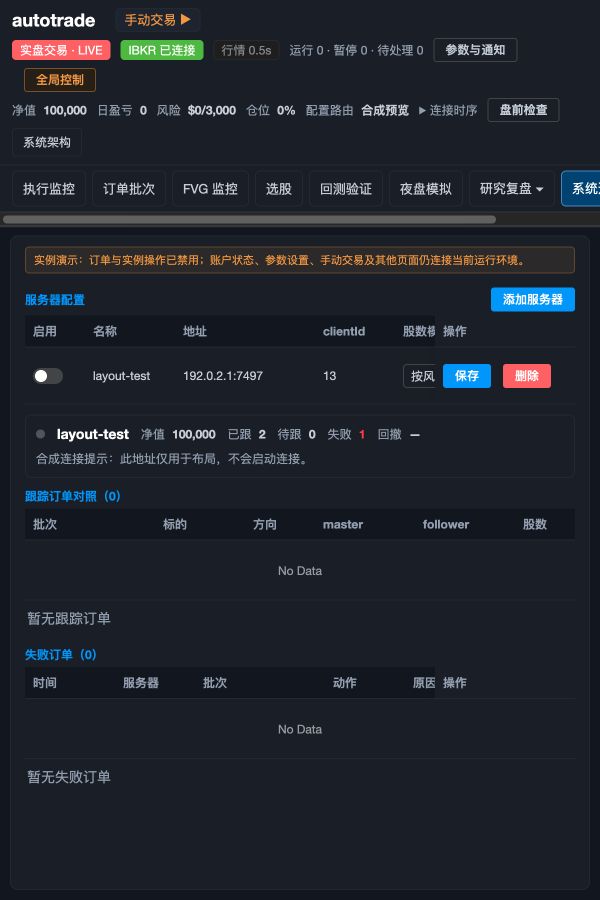 autotrade 手动交易 ▶
实盘交易 · LIVE IBKR 已连接 行情 0.5s 运行 0 · 暂停 0 · 待处理 0 参数与通知
全局控制
净值 100,000 日盈亏 0 风险 $0/3,000 仓位 0% 配置路由 合成预览 ▶ 连接时序 盘前检查
系统架构
执行监控 订单批次 FVG 监控 选股 回测验证 夜盘模拟 研究复盘 系统
实例演示：订单与实例操作已禁用；账户状态、参数设置、手动交易及其他页面仍连接当前运行环境。
服务器配置 添加服务器
启用 名称 地址 clientId 股数 操作
layout-test 192.0.2.1:7497 13 按风 保存 删除
layout-test 净值 100,000 已跟 2 待跟 0 失败 1 回撤 —
合成连接提示：此地址仅用于布局，不会启动连接。
跟踪订单对照（0）
批次 标的 方向 master follower 股数
No Data
暂无跟踪订单
失败订单（0）
时间 服务器 批次 动作 原因 操作
No Data
暂无失败订单